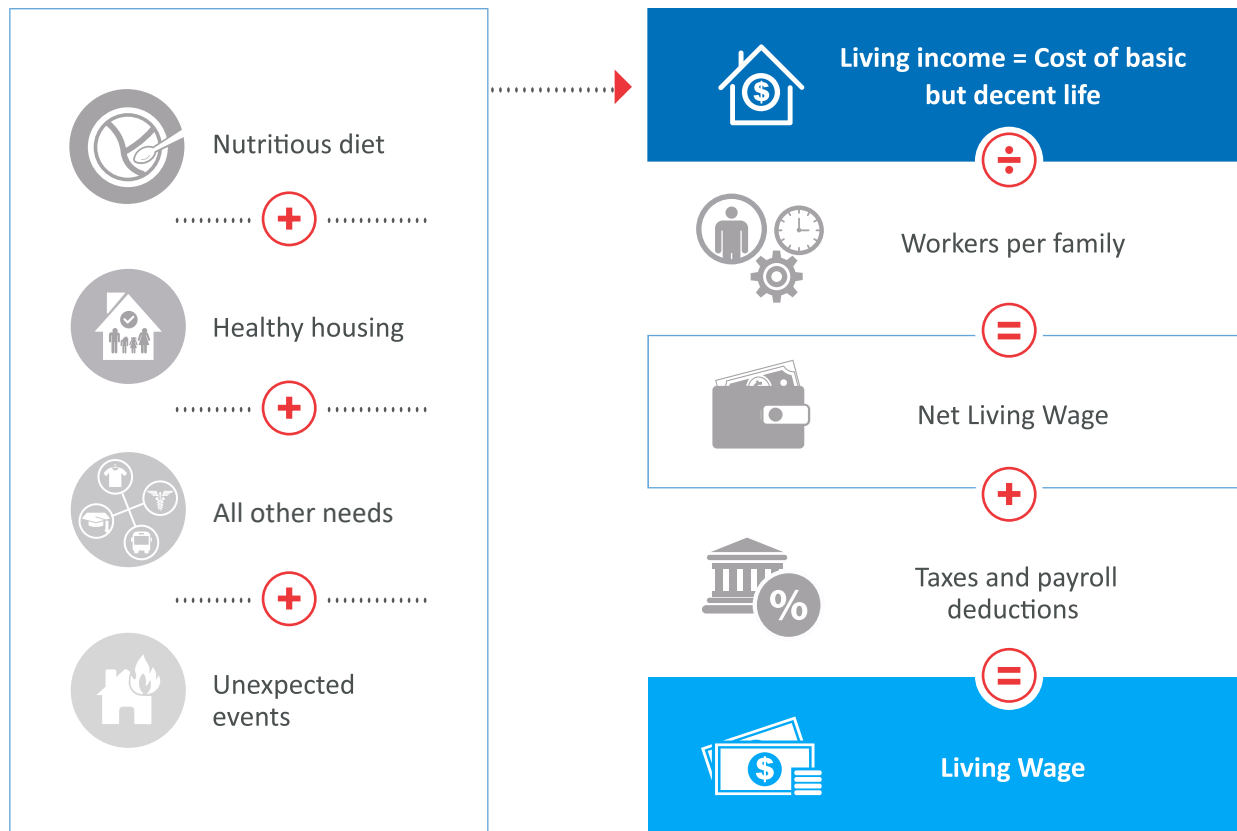 Nutritious diet
+
Healthy housing
+
All other needs
+
Unexpected
events
$
Living income = Cost of basic
but decent life
÷
Workers per family
=
Net Living Wage
+
Taxes and payroll
deductions
%
=
$
Living Wage